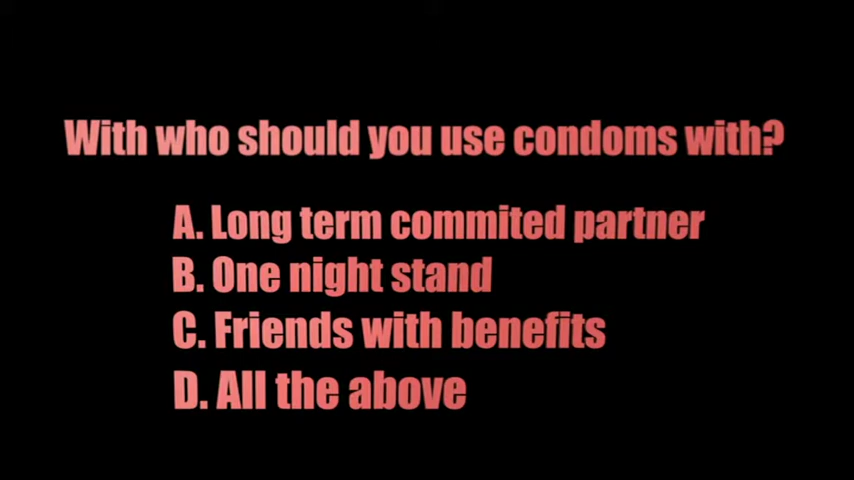 With who should you use condoms with?
A. Long term commited partner
B. One night stand
C. Friends with benefits
D. All the above